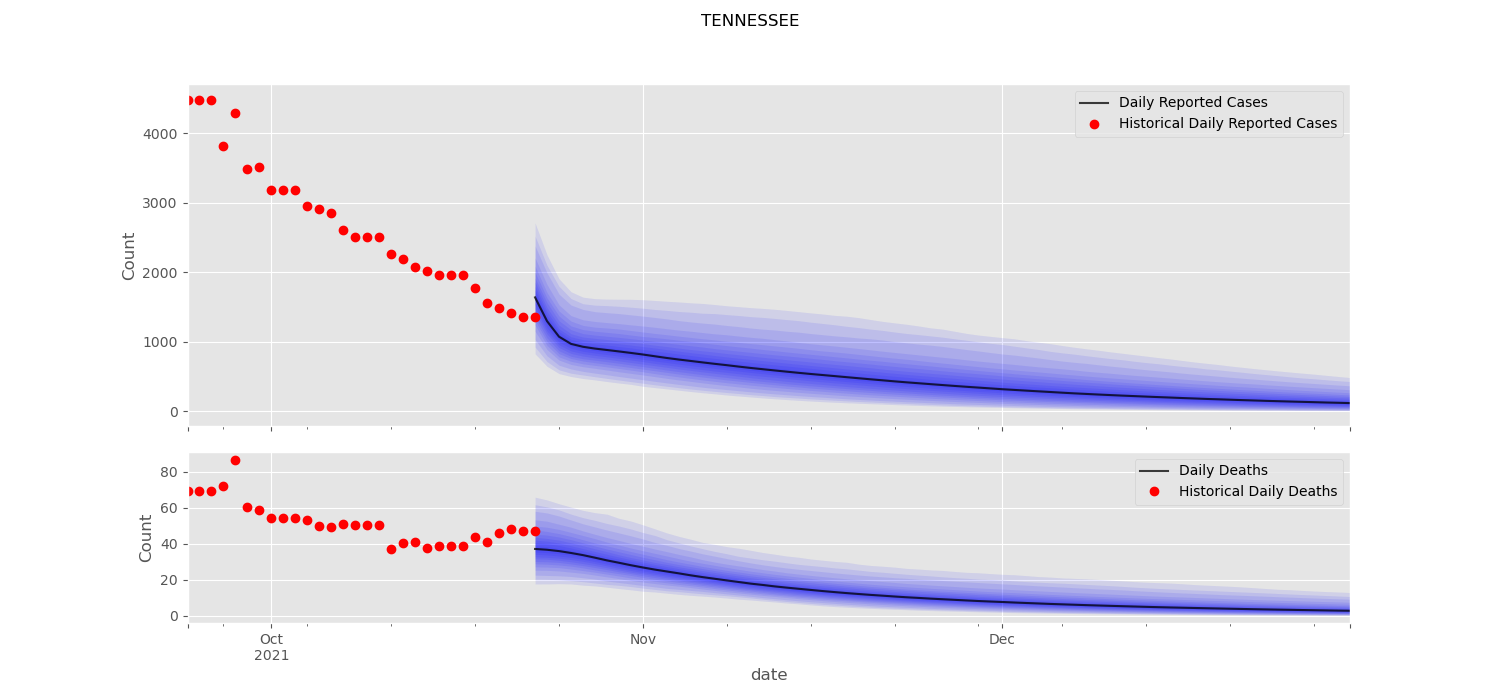 TENNESSEE
Daily Reported Cases
Historical Daily Reported Cases
4000
3000
2000
1000
0
Count
Daily Deaths
Historical Daily Deaths
80
60
40
20
0
Count
Oct
2021
Nov
Dec
date